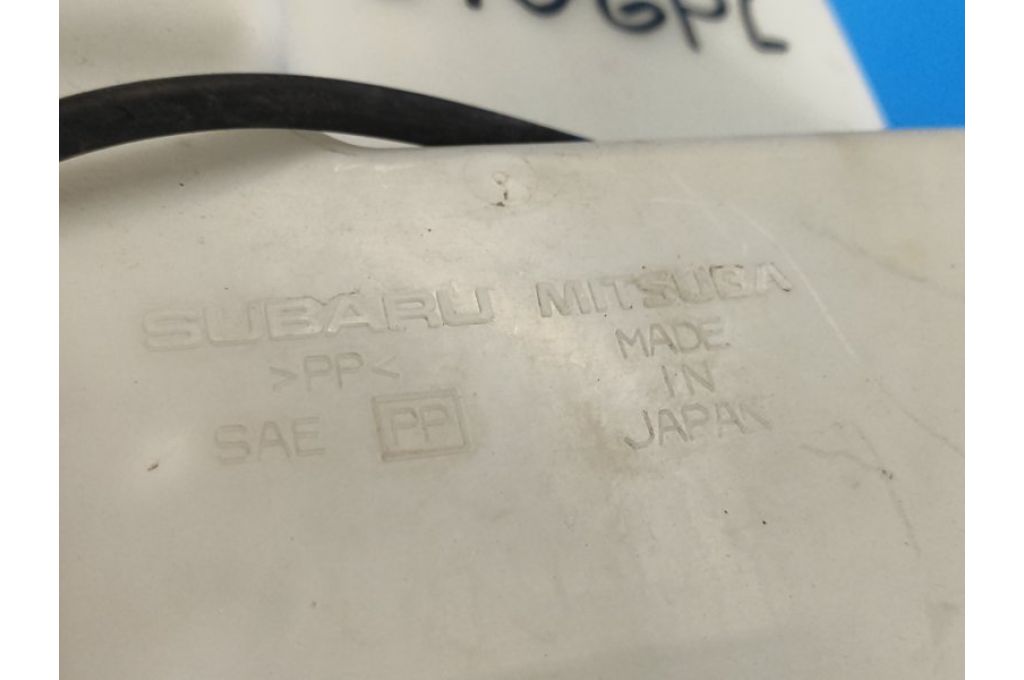 SUBARU MITSUBA
>PP<
SAE PP
MADE
IN
JAPAN